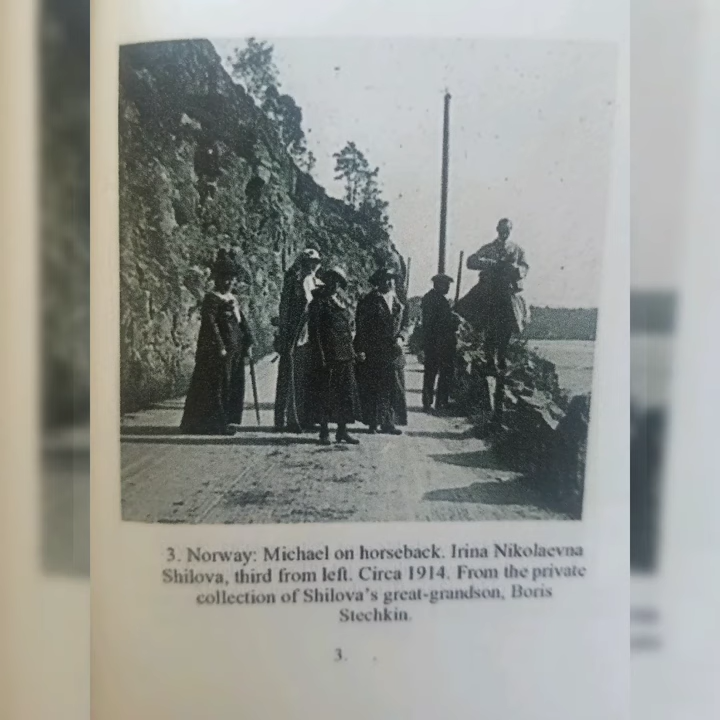 3. Norway: Michael on horseback. Irina Nikolaevna
Shilova, third from left. Circa 1914. From the private
collection of Shilova's great-grandson, Boris
Stechkin.
3.